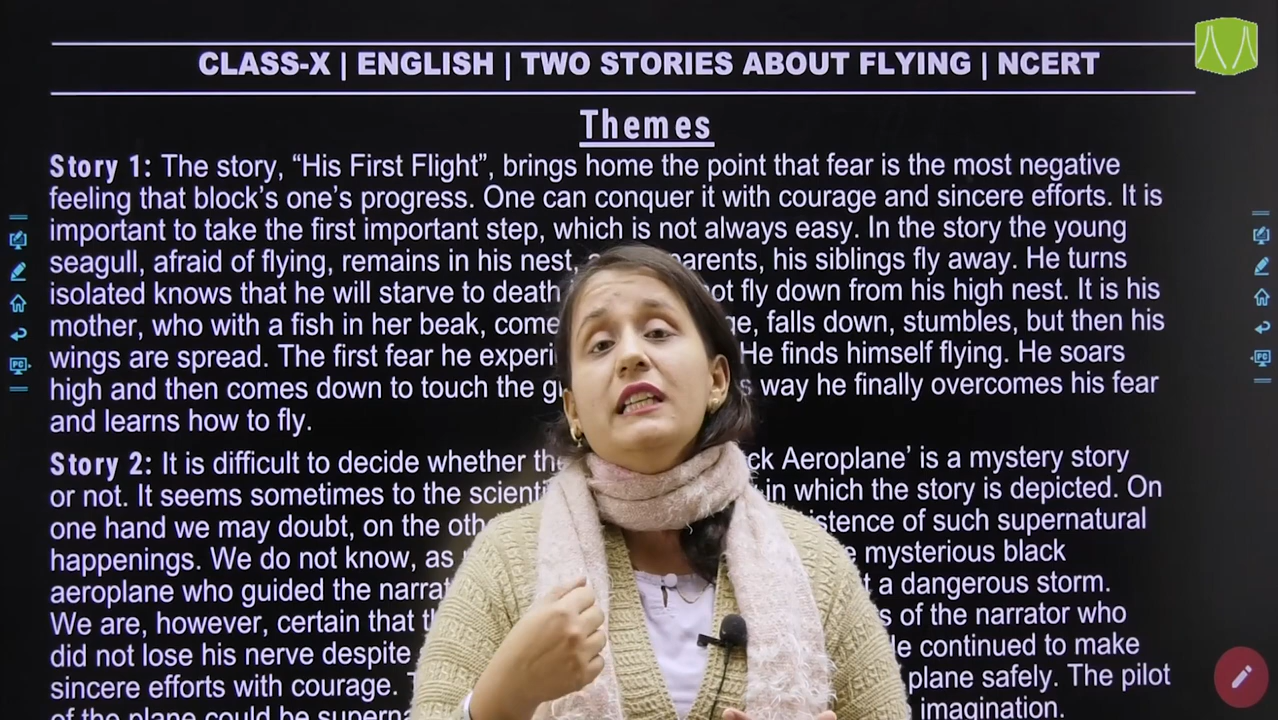 CLASS-X | ENGLISH | TWO STORIES ABOUT FLYING | NCERT
Themes
Story 1: The story, “His First Flight”, brings home the point that fear is the most negative
feeling that block’s one’s progress. One can conquer it with courage and sincere efforts. It is
important to take the first important step, which is not always easy. In the story the young
seagull, afraid of flying, remains in his nest, parents, his siblings fly away. He turns
isolated knows that he will starve to death not fly down from his high nest. It is his
mother, who with a fish in her beak, falls down, stumbles, but then his
wings are spread. The first fear he He finds himself flying. He soars
high and then comes down to touch the way he finally overcomes his fear
and learns how to fly.
Story 2: It is difficult to decide whether Aeroplane’ is a mystery story
or not. It seems sometimes to the in which the story is depicted. On
one hand we may doubt, on the of such supernatural
happenings. We do not know, as mysterious black
aeroplane who guided the a dangerous storm.
We are, however, certain that of the narrator who
did not lose his nerve despite continued to make
sincere efforts with courage. plane safely. The pilot
of the plane could be imagination.
PC
PC